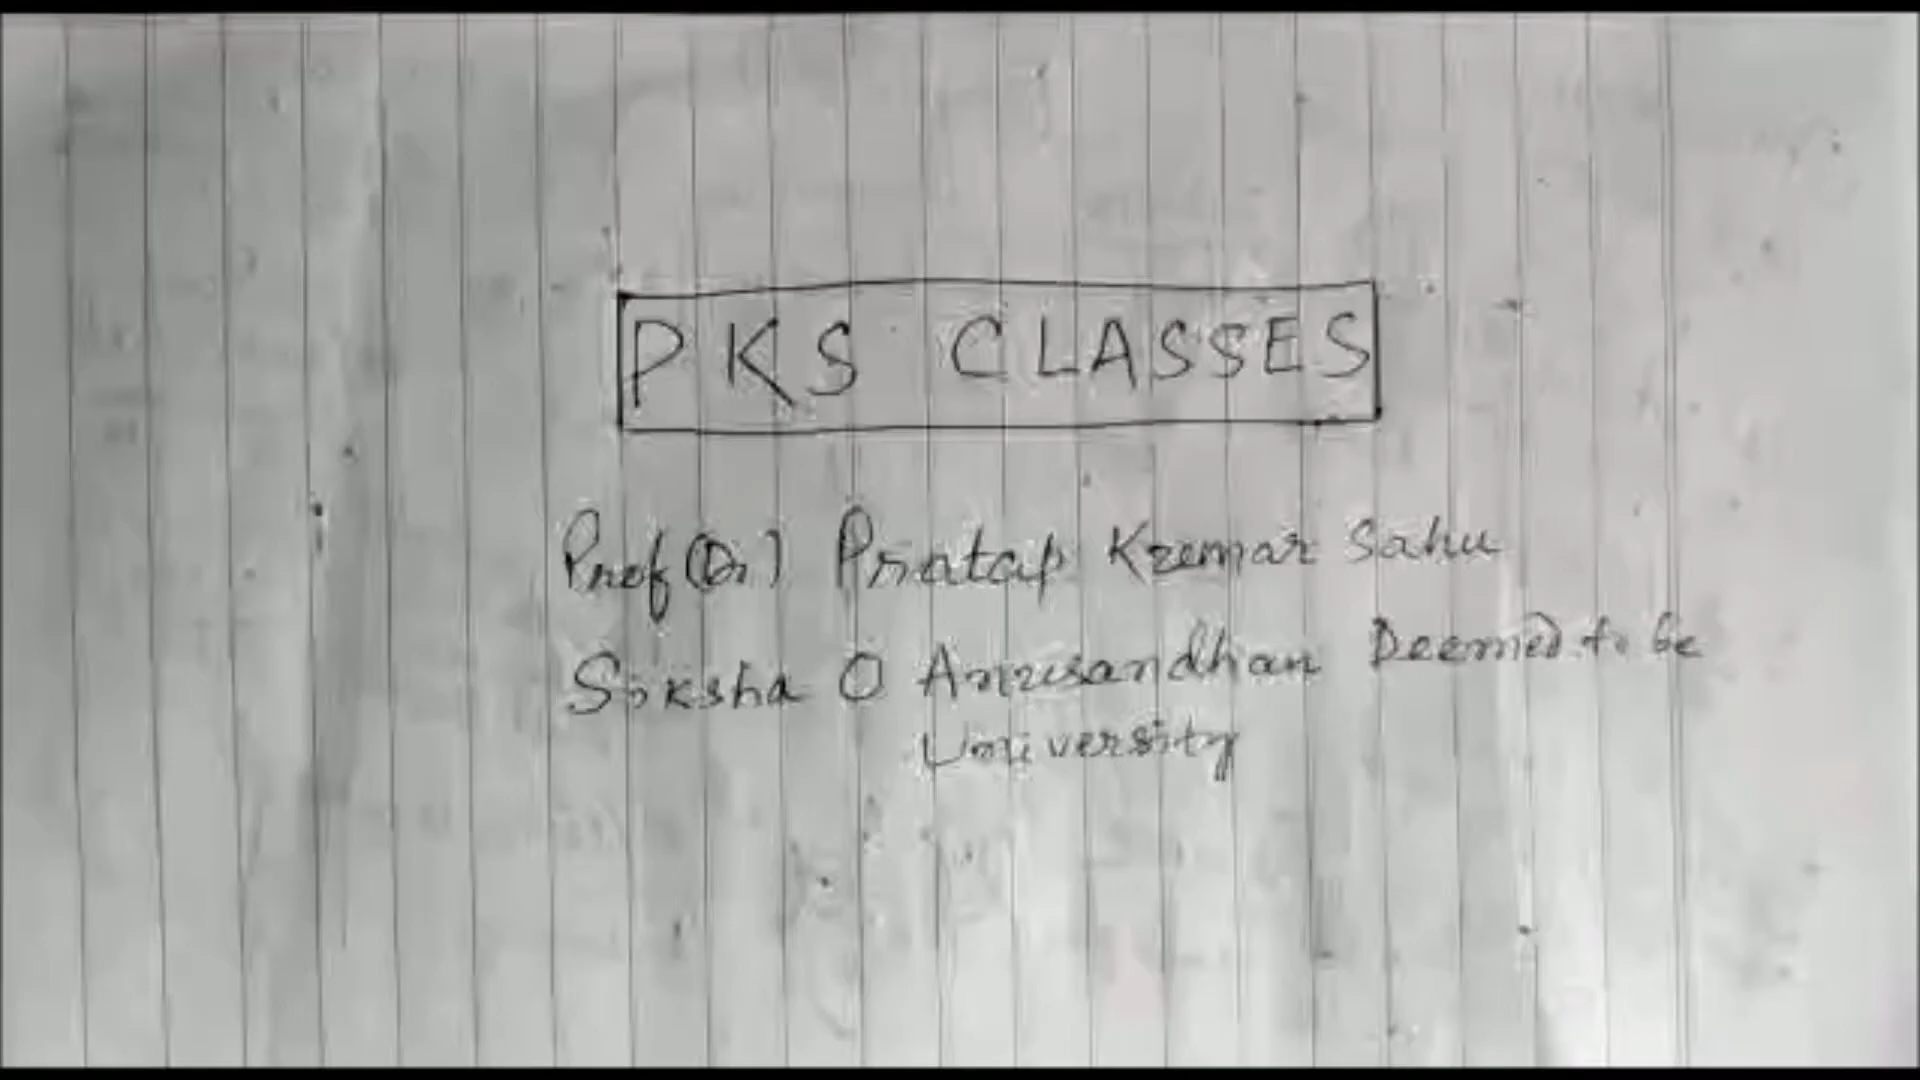 PKS CLASSES
Prof (Dr) Pratap Kumar Sahu
Siksha O Anusandhan Deemed to be
University